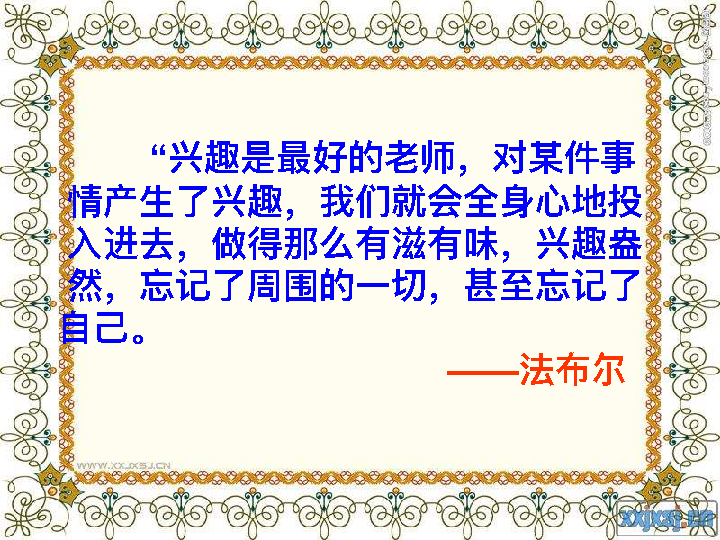 “兴趣是最好的老师，对某件事
情产生了兴趣，我们就会全身心地投
入进去，做得那么有滋有味，兴趣盎
然，忘记了周围的一切，甚至忘记了
自己。
——法布尔
WWW.XXJXSJ.CN
xxjxsj.cn